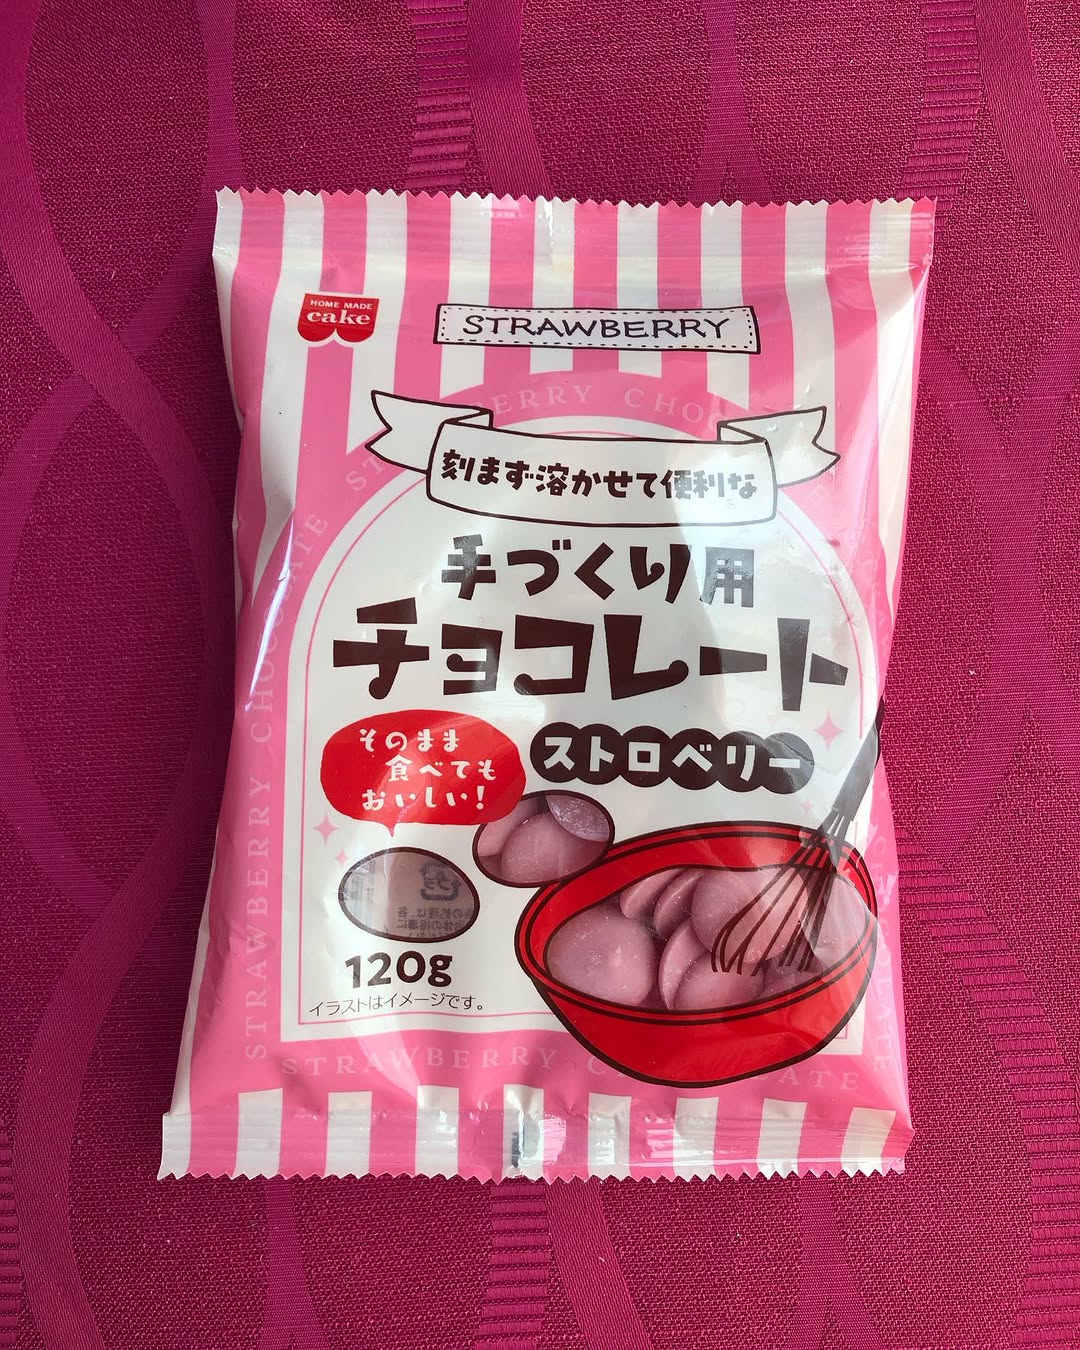 HOME MADE
cake
STRAWBERRY
刻まず溶かせて便利な
手づくり用
チョコレート
ストロベリー
そのまま
食べても
おいしい!
120g
イラストはイメージです。
STRAWBERRY CHOCOLATE
STRAWBERRY CHOCOLATE